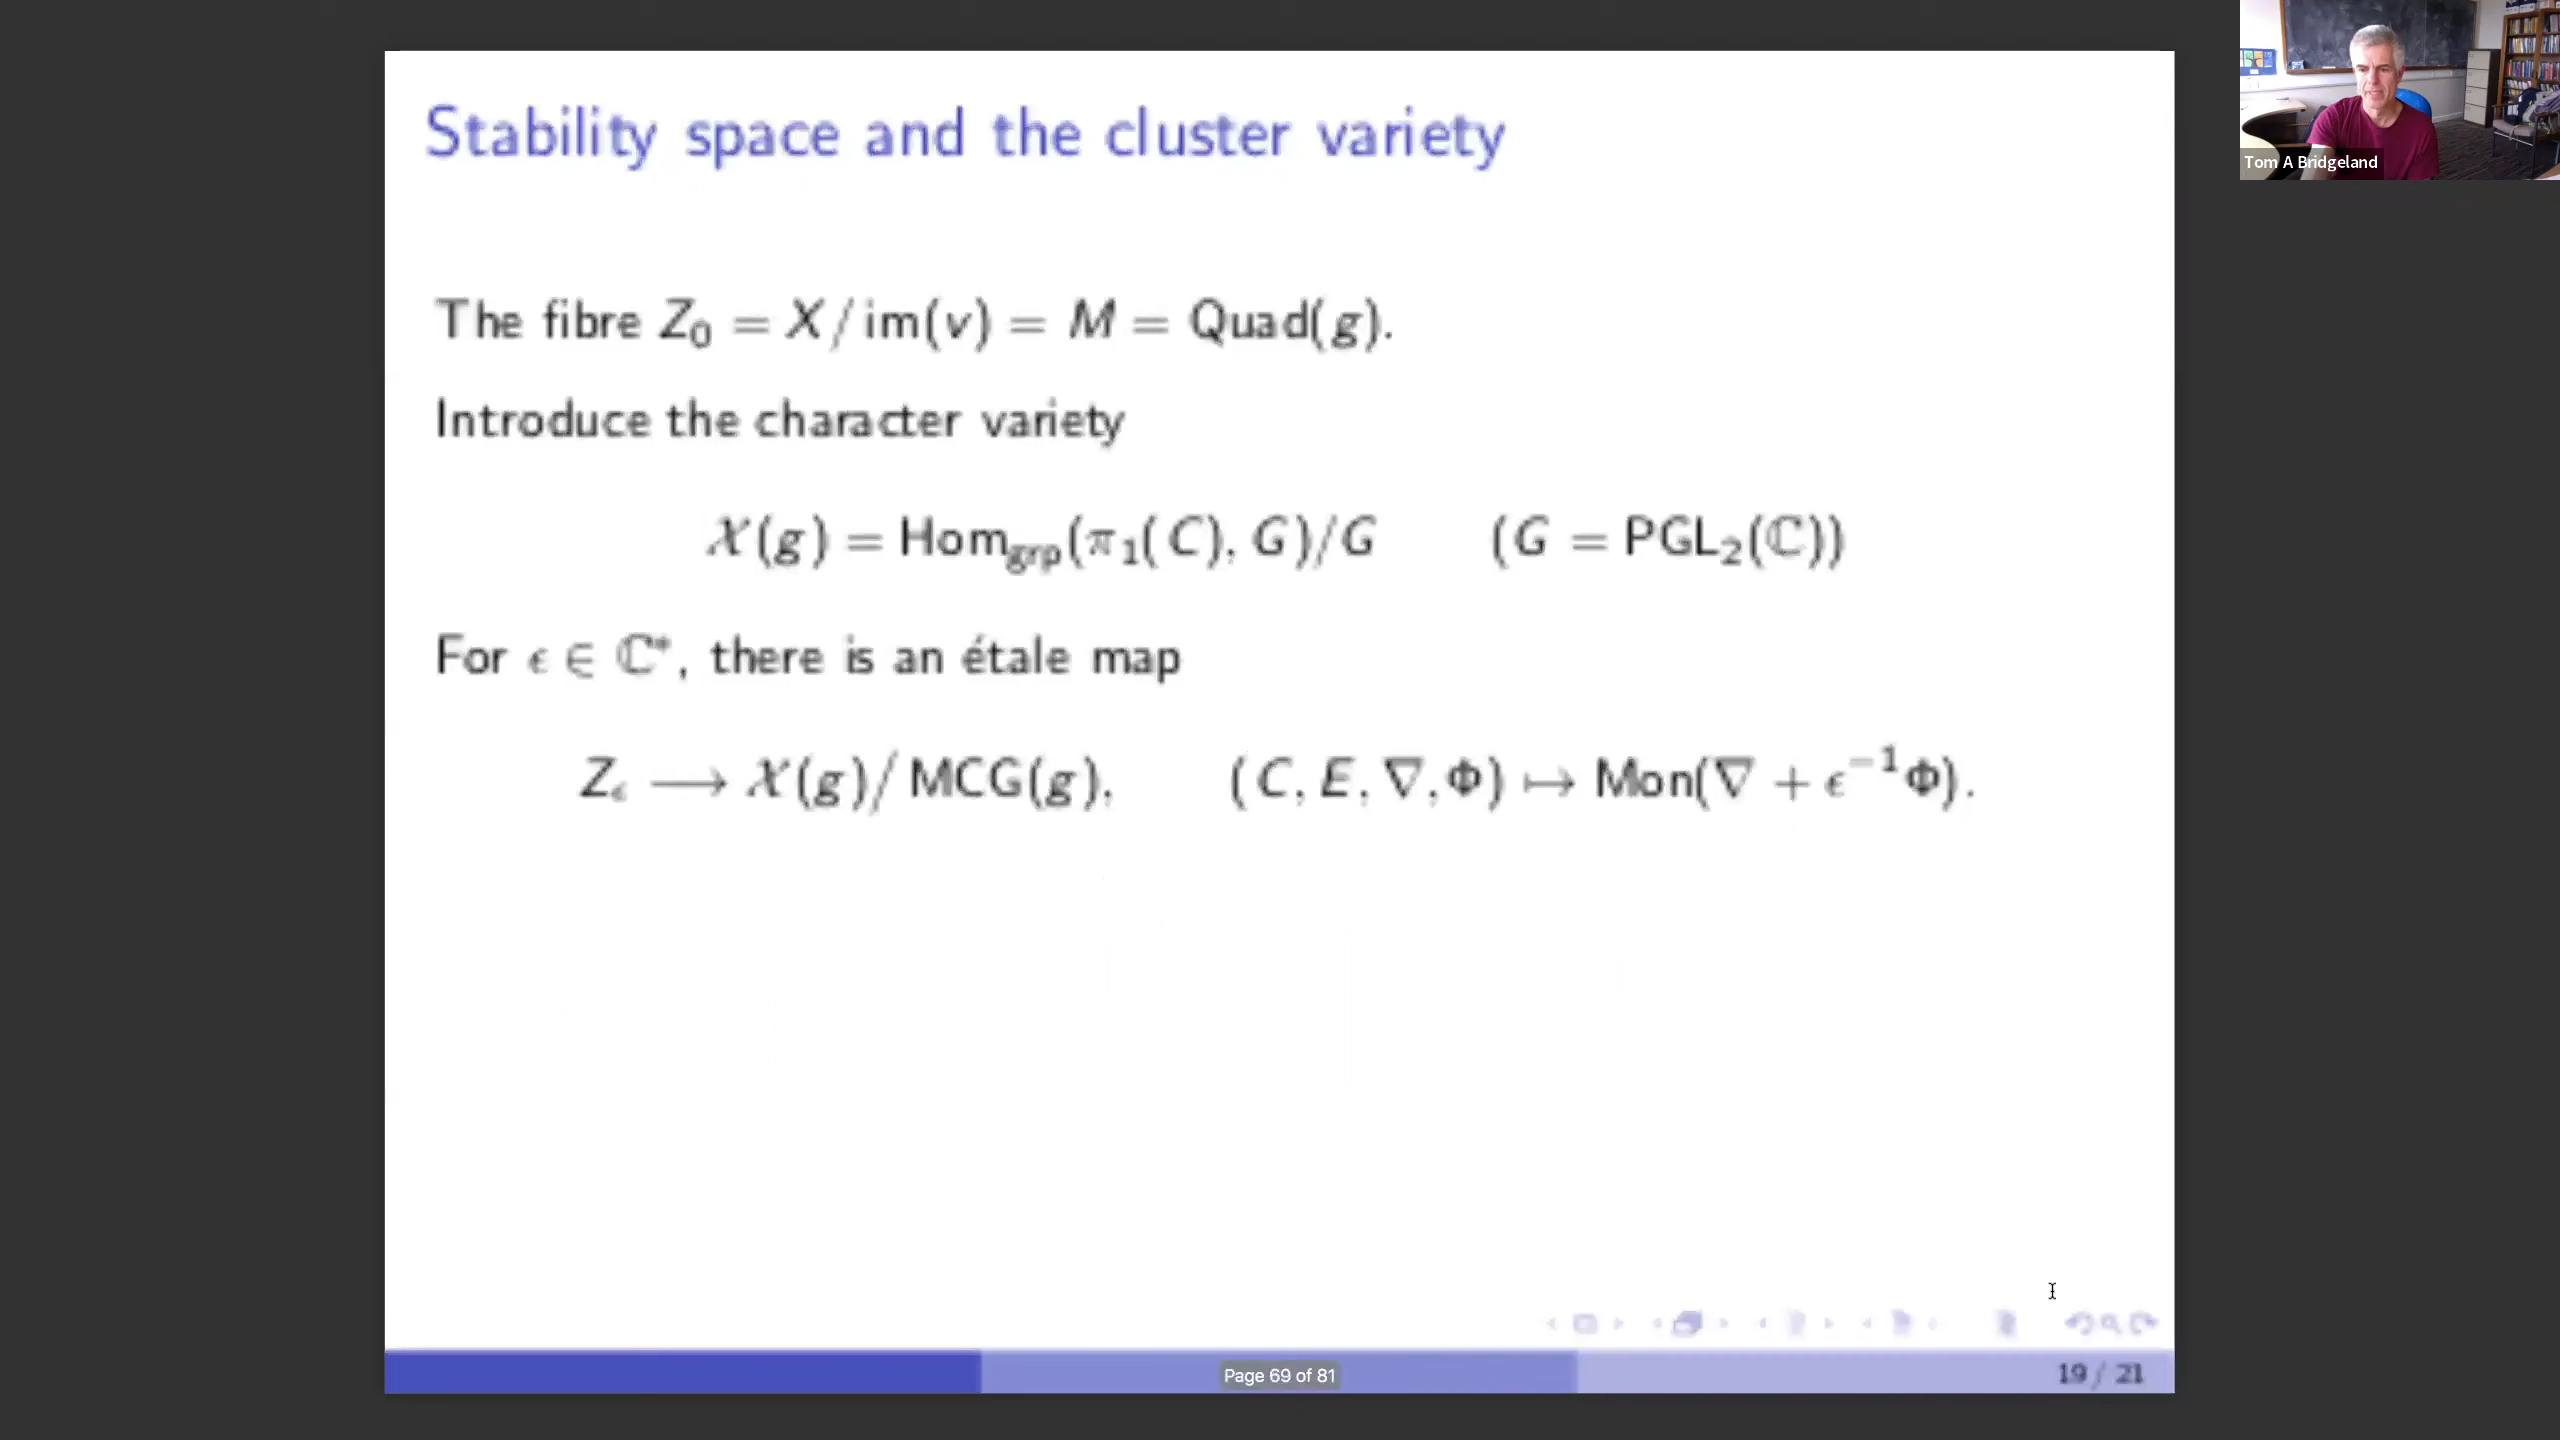 Stability space and the cluster variety
The fibre Z₀ = X/ im(v) = M = Quad(g).
Introduce the character variety
𝒳(g) = Hom_grp(π₁(C), G)/G (G = PGL₂(ℂ))
For ϵ ∈ ℂ*, there is an étale map
Z_ϵ ⟶ 𝒳(g)/ MCG(g), (C, E, ∇, Φ) ↦ Mon(∇ + ϵ⁻¹Φ).
Page 69 of 81
19 / 21
Tom A Bridgeland